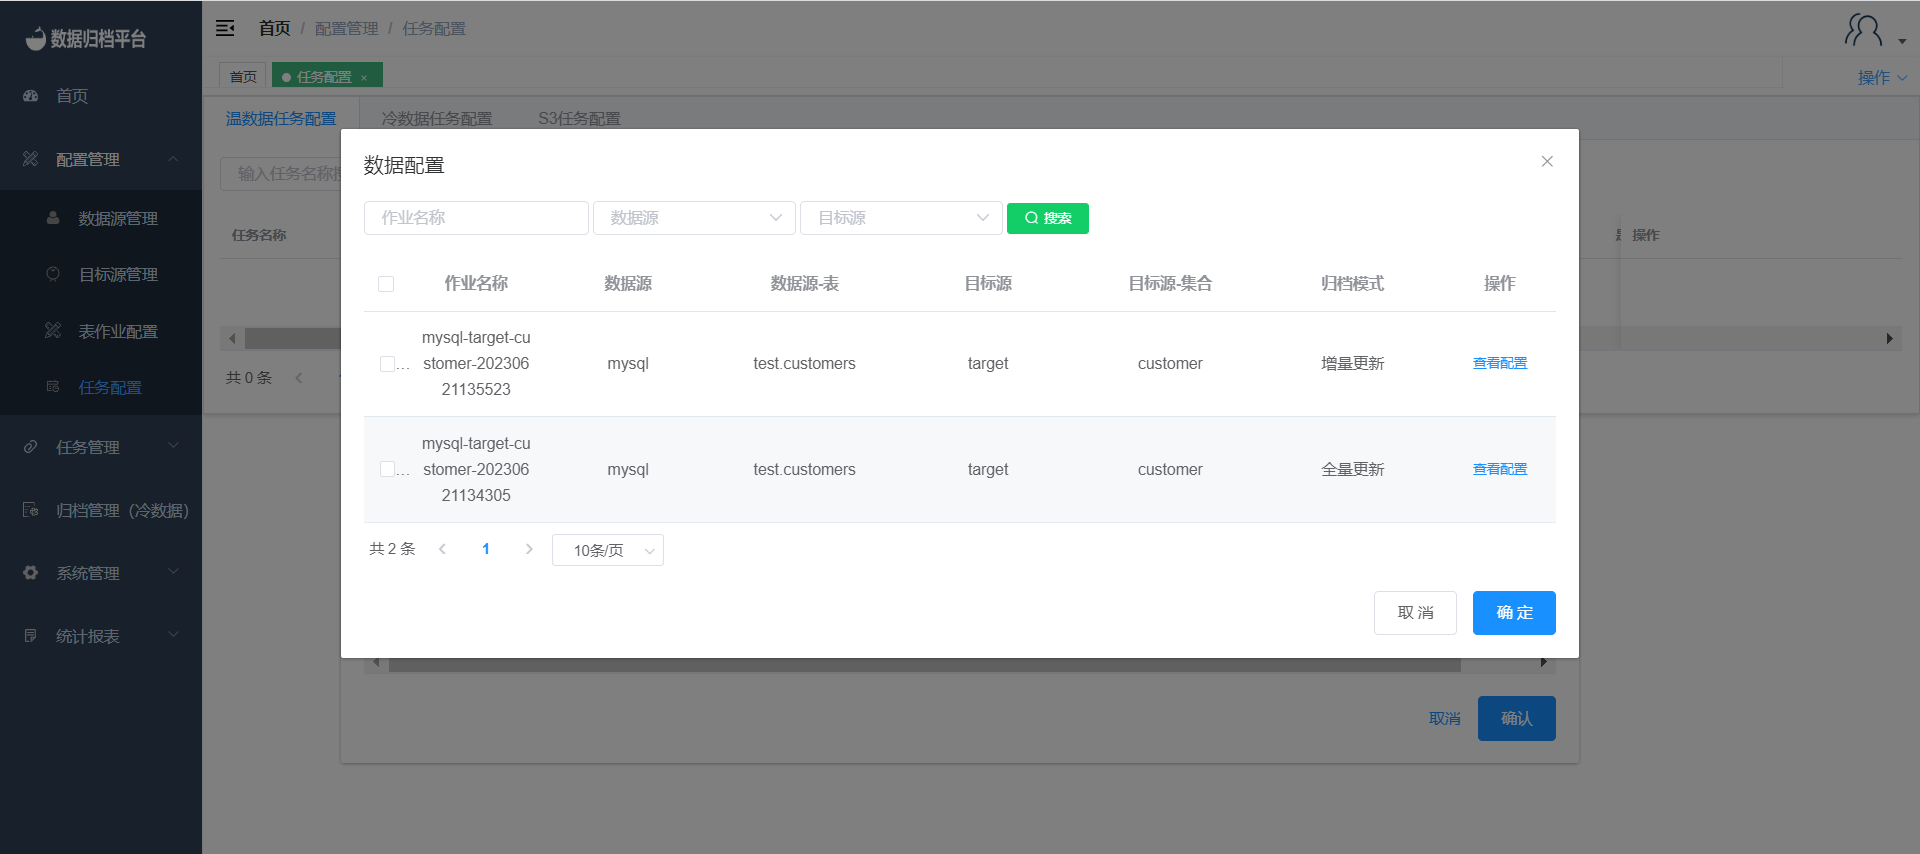 数据归档平台
首页
配置管理
数据源管理
目标源管理
表作业配置
任务配置
任务管理
归档管理（冷数据）
系统管理
统计报表
首页 / 配置管理 / 任务配置
首页
任务配置 ×
操作
温数据任务配置
冷数据任务配置
S3任务配置
输入任务名称
任务名称
操作
共 0 条
数据配置
作业名称
数据源
目标源
搜索
作业名称 数据源 数据源-表 目标源 目标源-集合 归档模式 操作
mysql-target-cu
... stomer-202306 mysql test.customers target customer 增量更新 查看配置
21135523
mysql-target-cu
... stomer-202306 mysql test.customers target customer 全量更新 查看配置
21134305
共 2 条 1 10条/页
取 消
确 定
取消
确认